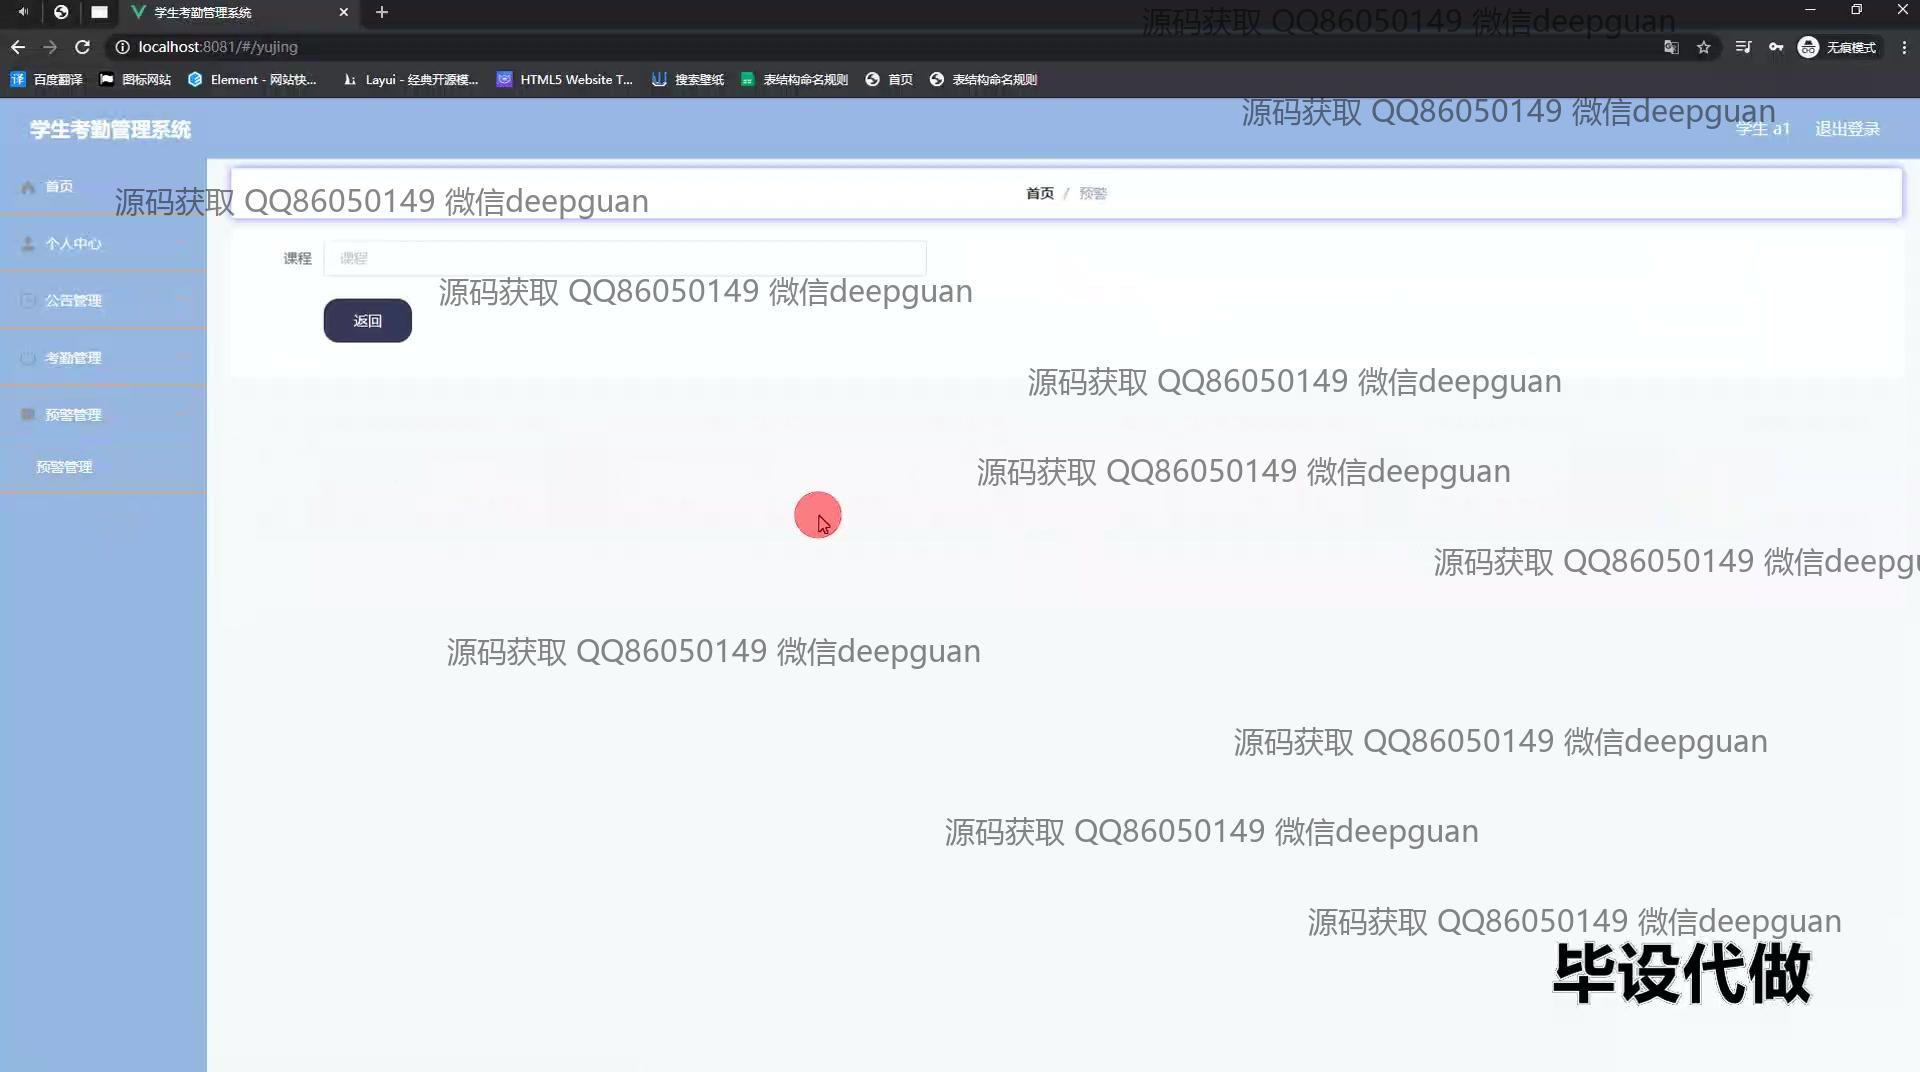 学生考勤管理系统
源码获取 QQ86050149 微信deepguan
localhost:8081/#/yujing
无痕模式
百度翻译
图标网站
Element - 网站快...
Layui - 经典开源模...
HTML5 Website T...
搜索壁纸
表结构命名规则
首页
表结构命名规则
源码获取 QQ86050149 微信deepguan
学生考勤管理系统
学生 a1
退出登录
首页
源码获取 QQ86050149 微信deepguan
首页 / 预警
个人中心
课程
课程
源码获取 QQ86050149 微信deepguan
公告管理
返回
考勤管理
源码获取 QQ86050149 微信deepguan
预警管理
预警管理
源码获取 QQ86050149 微信deepguan
源码获取 QQ86050149 微信deepgu
源码获取 QQ86050149 微信deepguan
源码获取 QQ86050149 微信deepguan
源码获取 QQ86050149 微信deepguan
源码获取 QQ86050149 微信deepguan
毕设代做